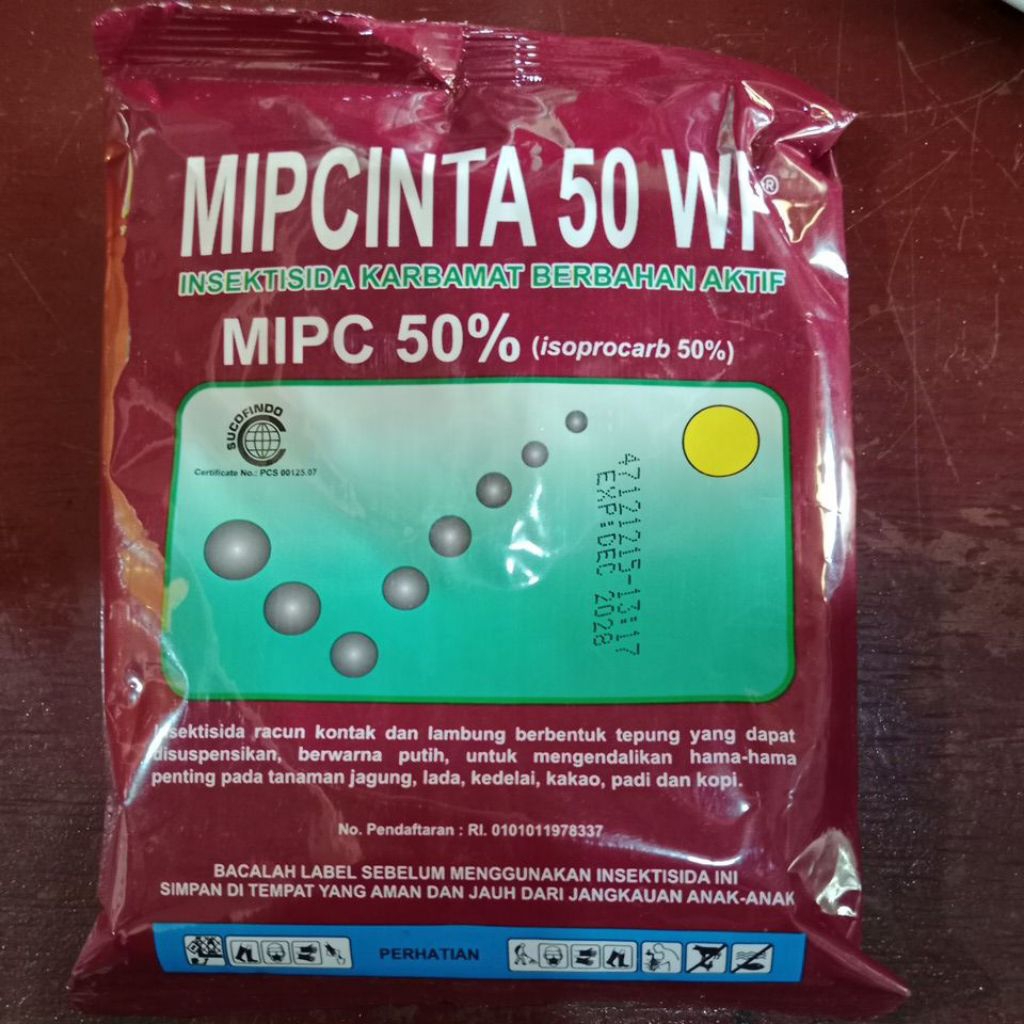 MIPCINTA 50 WP®
INSEKTISIDA KARBAMAT BERBAHAN AKTIF
MIPC 50% (isoprocarb 50%)
SUCOFINDO
Certificate No.: PCS 00125.07
47121215-13:17
EXP:DEC 2028
Insektisida racun kontak dan lambung berbentuk tepung yang dapat
disuspensikan, berwarna putih, untuk mengendalikan hama-hama
penting pada tanaman jagung, lada, kedelai, kakao, padi dan kopi.
No. Pendaftaran : RI. 0101011978337
BACALAH LABEL SEBELUM MENGGUNAKAN INSEKTISIDA INI
SIMPAN DI TEMPAT YANG AMAN DAN JAUH DARI JANGKAUAN ANAK-ANAK
PERHATIAN